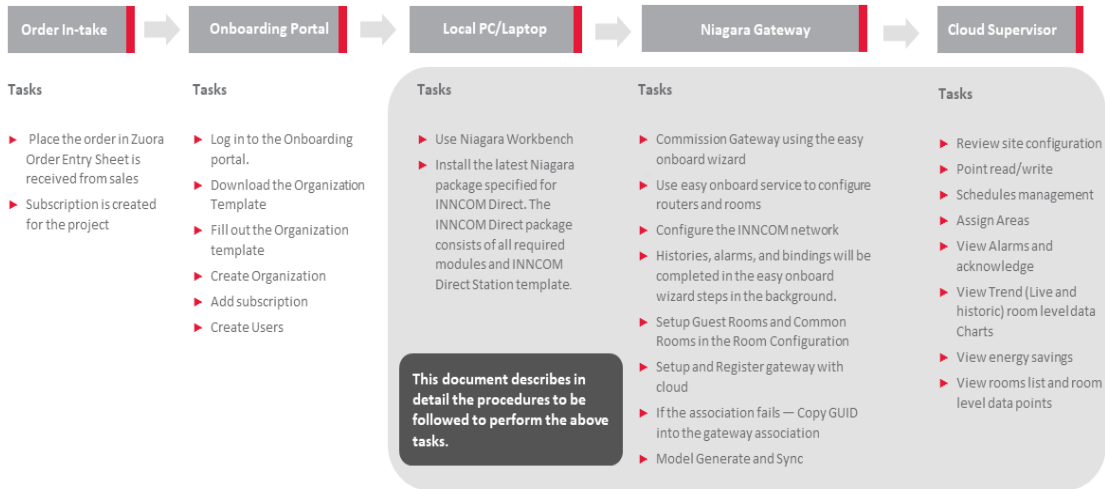 Order In-take
Onboarding Portal
Local PC/Laptop
Niagara Gateway
Cloud Supervisor
Tasks
Place the order in Zuora
Order Entry Sheet is
received from sales
Subscription is created
for the project
Tasks
Log in to the Onboarding
portal.
Download the Organization
Template
Fill out the Organization
template
Create Organization
Add subscription
Create Users
Tasks
Use Niagara Workbench
Install the latest Niagara
package specified for
INNCOM Direct. The
INNCOM Direct package
consists of all required
modules and INNCOM
Direct Station template.
This document describes in
detail the procedures to be
followed to perform the above
tasks.
Tasks
Commission Gateway using the easy
onboard wizard
Use easy onboard service to configure
routers and rooms
Configure the INNCOM network
Histories, alarms, and bindings will be
completed in the easy onboard
wizard steps in the background.
Setup Guest Rooms and Common
Rooms in the Room Configuration
Setup and Register gateway with
cloud
If the association fails — Copy GUID
into the gateway association
Model Generate and Sync
Tasks
Review site configuration
Point read/write
Schedules management
Assign Areas
View Alarms and
acknowledge
View Trend (Live and
historic) room level data
Charts
View energy savings
View rooms list and room
level data points